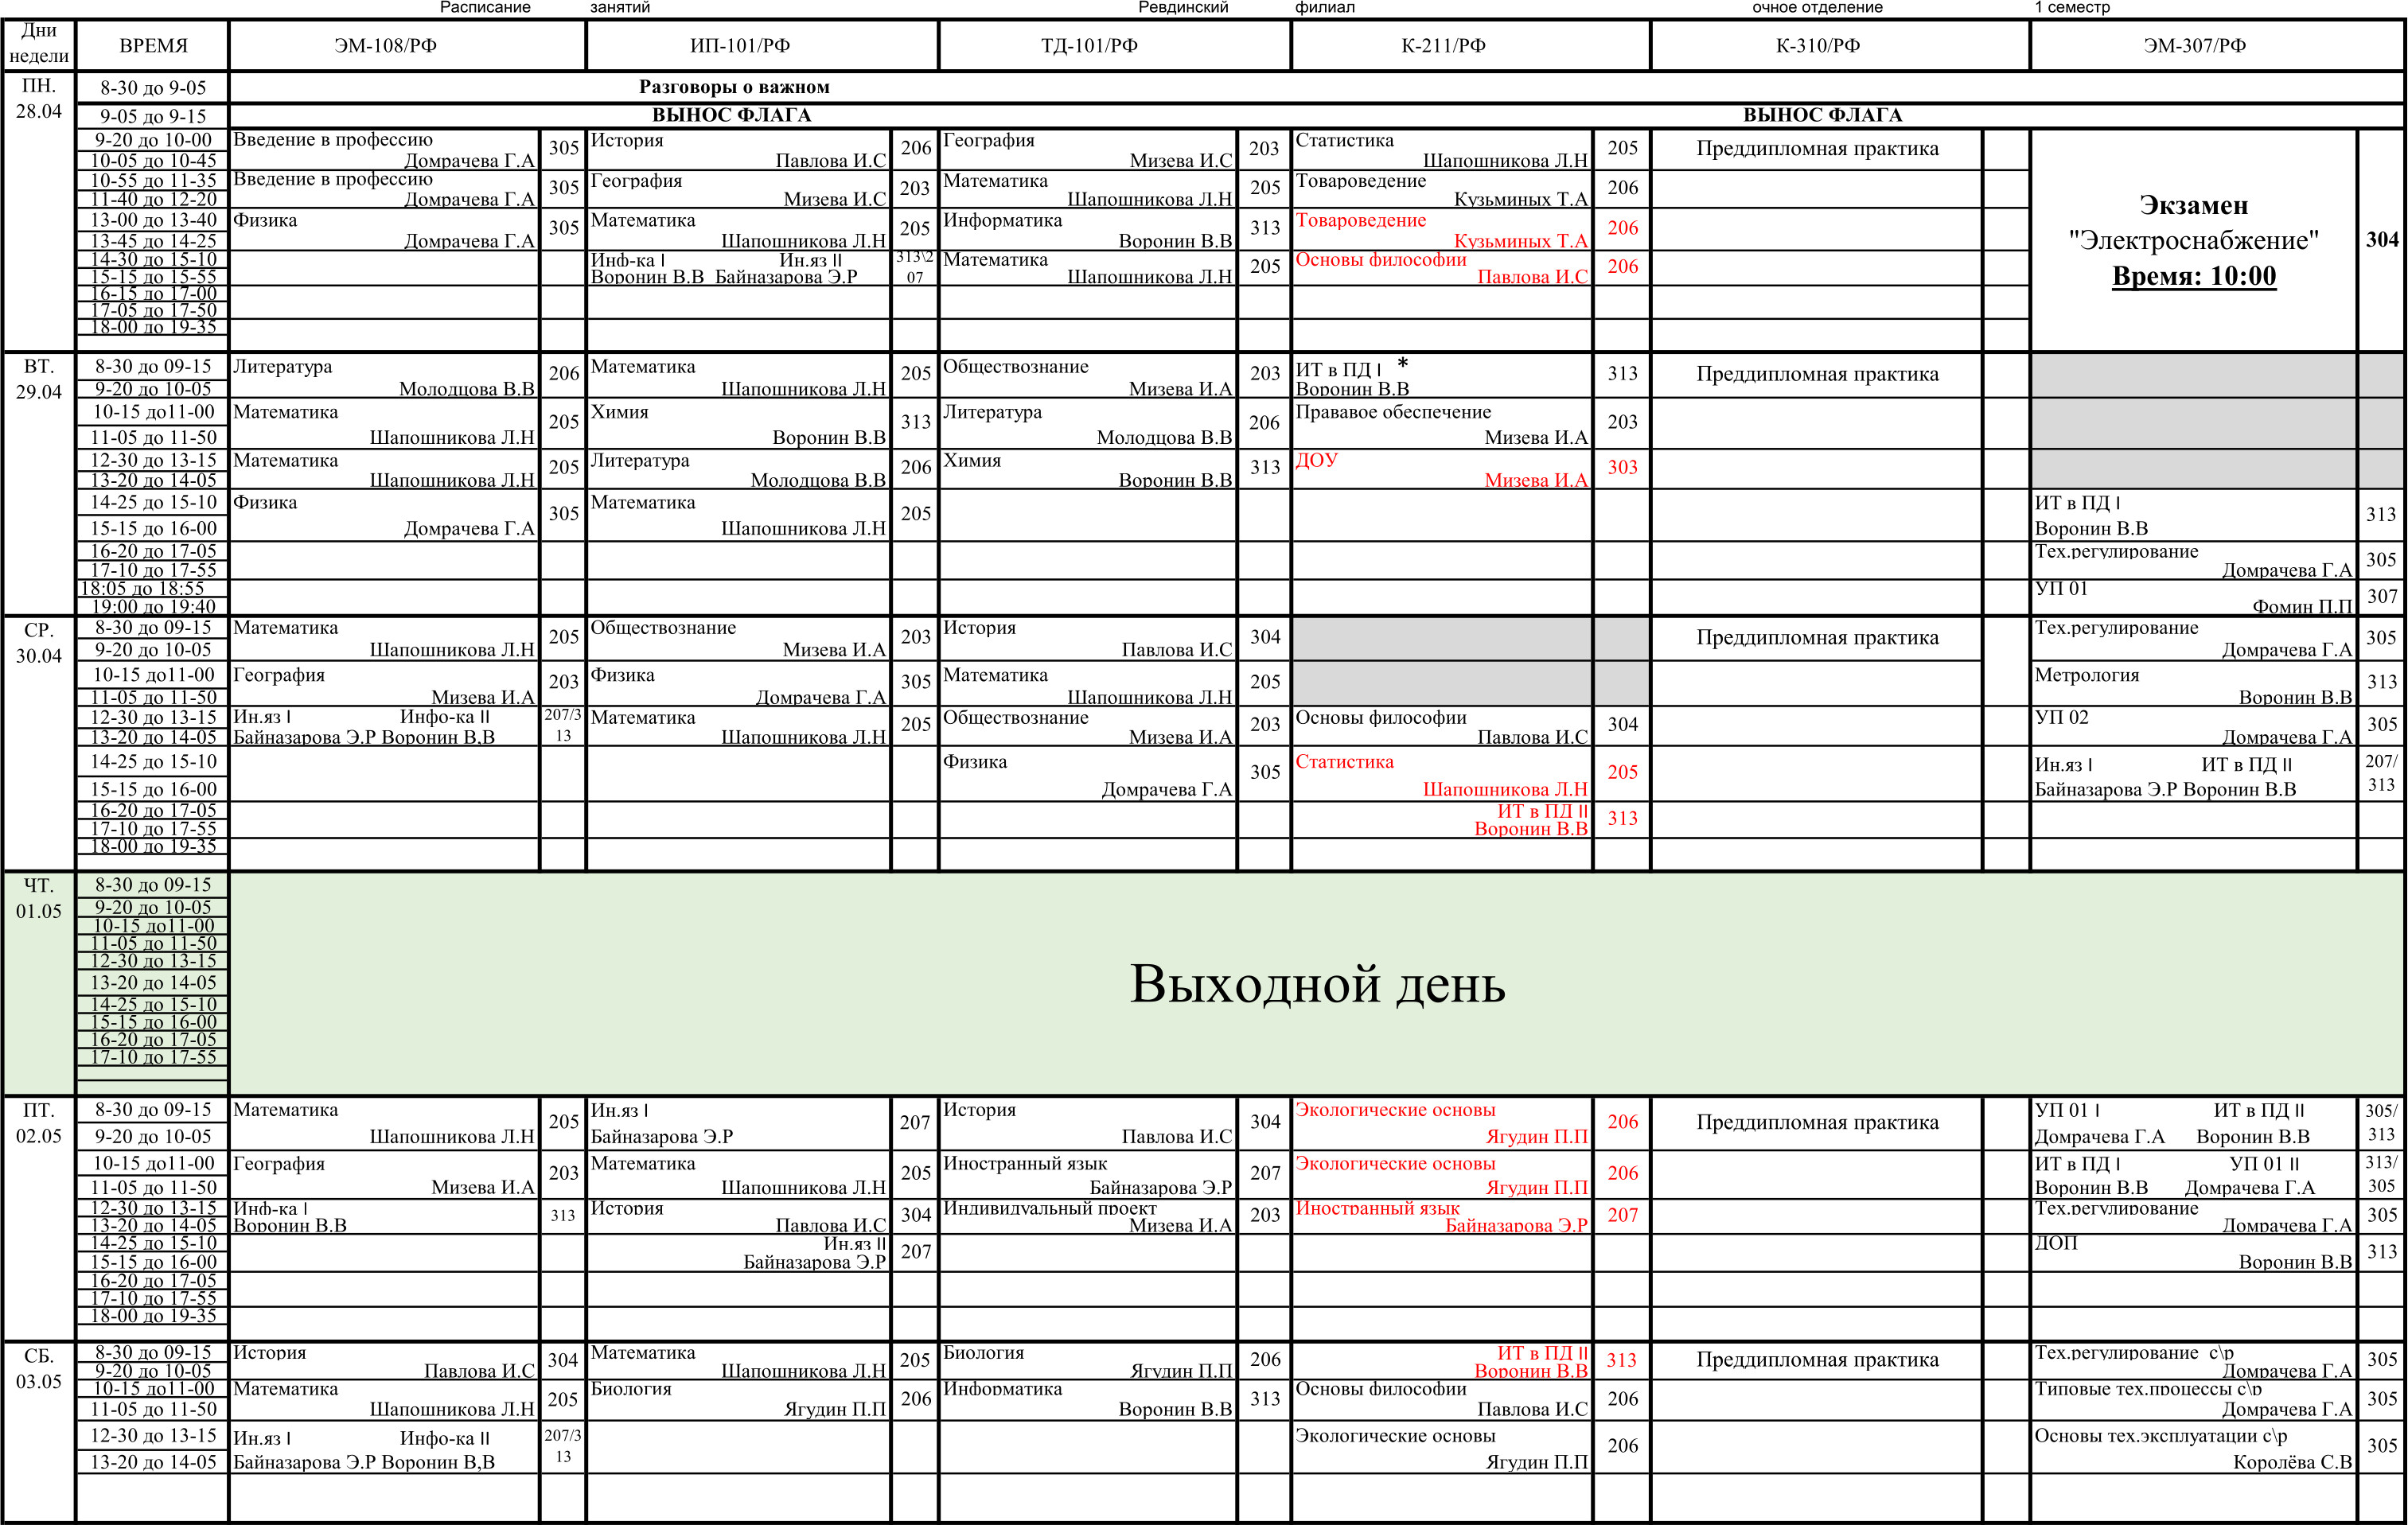 Расписание занятий Ревдинский филиал очное отделение 1 семестр
Дни недели ВРЕМЯ ЭМ-108/РФ ИП-101/РФ ТД-101/РФ К-211/РФ К-310/РФ ЭМ-307/РФ
ПН. 28.04
8-30 до 9-05 Разговоры о важном
9-05 до 9-15 ВЫНОС ФЛАГА ВЫНОС ФЛАГА
9-20 до 10-00 Введение в профессию 305 История 206 География 203 Статистика 205 Преддипломная практика
10-05 до 10-45 Домрачева Г.А Павлова И.С Мизева И.С Шапошникова Л.Н
10-55 до 11-35 Введение в профессию 305 География 203 Математика 205 Товароведение 206
11-40 до 12-20 Домрачева Г.А Мизева И.С Шапошникова Л.Н Кузьминых Т.А
Экзамен
"Электроснабжение" 304
Время: 10:00
13-00 до 13-40 Физика 305 Математика 205 Информатика 313 Товароведение 206
13-45 до 14-25 Домрачева Г.А Шапошникова Л.Н Воронин В.В Кузьминых Т.А
14-30 до 15-10 Инф-ка I Ин.яз II 313\2 Математика 205 Основы философии 206
15-15 до 15-55 Воронин В.В Байназарова Э.Р 07 Шапошникова Л.Н Павлова И.С
16-15 до 17-00
17-05 до 17-50
18-00 до 19-35
ВТ. 29.04
8-30 до 09-15 Литература 206 Математика 205 Обществознание 203 ИТ в ПД I * 313 Преддипломная практика
9-20 до 10-05 Молодцова В.В Шапошникова Л.Н Мизева И.А Воронин В.В
10-15 до11-00 Математика 205 Химия 313 Литература 206 Прававое обеспечение 203
11-05 до 11-50 Шапошникова Л.Н Воронин В.В Молодцова В.В Мизева И.А
12-30 до 13-15 Математика 205 Литература 206 Химия 313 ДОУ 303
13-20 до 14-05 Шапошникова Л.Н Молодцова В.В Воронин В.В Мизева И.А
14-25 до 15-10 Физика 305 Математика 205 ИТ в ПД I 313
15-15 до 16-00 Домрачева Г.А Шапошникова Л.Н Воронин В.В
16-20 до 17-05 Тех.регулирование 305
17-10 до 17-55 Домрачева Г.А
18:05 до 18:55 УП 01 307
19:00 до 19:40 Фомин П.П
СР. 30.04
8-30 до 09-15 Математика 205 Обществознание 203 История 304 Преддипломная практика Тех.регулирование 305
9-20 до 10-05 Шапошникова Л.Н Мизева И.А Павлова И.С Домрачева Г.А
10-15 до11-00 География 203 Физика 305 Математика 205 Метрология 313
11-05 до 11-50 Мизева И.А Домрачева Г.А Шапошникова Л.Н Воронин В.В
12-30 до 13-15 Ин.яз I Инфо-ка II 207/3 Математика 205 Обществознание 203 Основы философии 304 УП 02 305
13-20 до 14-05 Байназарова Э.Р Воронин В,В 13 Шапошникова Л.Н Мизева И.А Павлова И.С Домрачева Г.А
14-25 до 15-10 Физика 305 Статистика 205 Ин.яз I ИТ в ПД II 207/
15-15 до 16-00 Домрачева Г.А Шапошникова Л.Н Байназарова Э.Р Воронин В.В 313
16-20 до 17-05 ИТ в ПД II 313
17-10 до 17-55 Воронин В.В
18-00 до 19-35
ЧТ. 01.05
8-30 до 09-15
9-20 до 10-05
10-15 до11-00
11-05 до 11-50
12-30 до 13-15
13-20 до 14-05 Выходной день
14-25 до 15-10
15-15 до 16-00
16-20 до 17-05
17-10 до 17-55
ПТ. 02.05
8-30 до 09-15 Математика 205 Ин.яз I 207 История 304 Экологические основы 206 Преддипломная практика УП 01 I ИТ в ПД II 305/
9-20 до 10-05 Шапошникова Л.Н Байназарова Э.Р Павлова И.С Ягудин П.П Домрачева Г.А Воронин В.В 313
10-15 до11-00 География 203 Математика 205 Иностранный язык 207 Экологические основы 206 ИТ в ПД I УП 01 II 313/
11-05 до 11-50 Мизева И.А Шапошникова Л.Н Байназарова Э.Р Ягудин П.П Воронин В.В Домрачева Г.А 305
12-30 до 13-15 Инф-ка I 313 История 304 Индивидуальный проект 203 Иностранный язык 207 Тех.регулирование 305
13-20 до 14-05 Воронин В.В Павлова И.С Мизева И.А Байназарова Э.Р Домрачева Г.А
14-25 до 15-10 Ин.яз II 207 ДОП 313
15-15 до 16-00 Байназарова Э.Р Воронин В.В
16-20 до 17-05
17-10 до 17-55
18-00 до 19-35
СБ. 03.05
8-30 до 09-15 История 304 Математика 205 Биология 206 ИТ в ПД II 313 Преддипломная практика Тех.регулирование с\р 305
9-20 до 10-05 Павлова И.С Шапошникова Л.Н Ягудин П.П Воронин В.В Домрачева Г.А
10-15 до11-00 Математика 205 Биология 206 Информатика 313 Основы философии 206 Типовые тех.процессы с\р 305
11-05 до 11-50 Шапошникова Л.Н Ягудин П.П Воронин В.В Павлова И.С Домрачева Г.А
12-30 до 13-15 Ин.яз I Инфо-ка II 207/3 Экологические основы 206 Основы тех.эксплуатации с\р 305
13-20 до 14-05 Байназарова Э.Р Воронин В,В 13 Ягудин П.П Королёва С.В